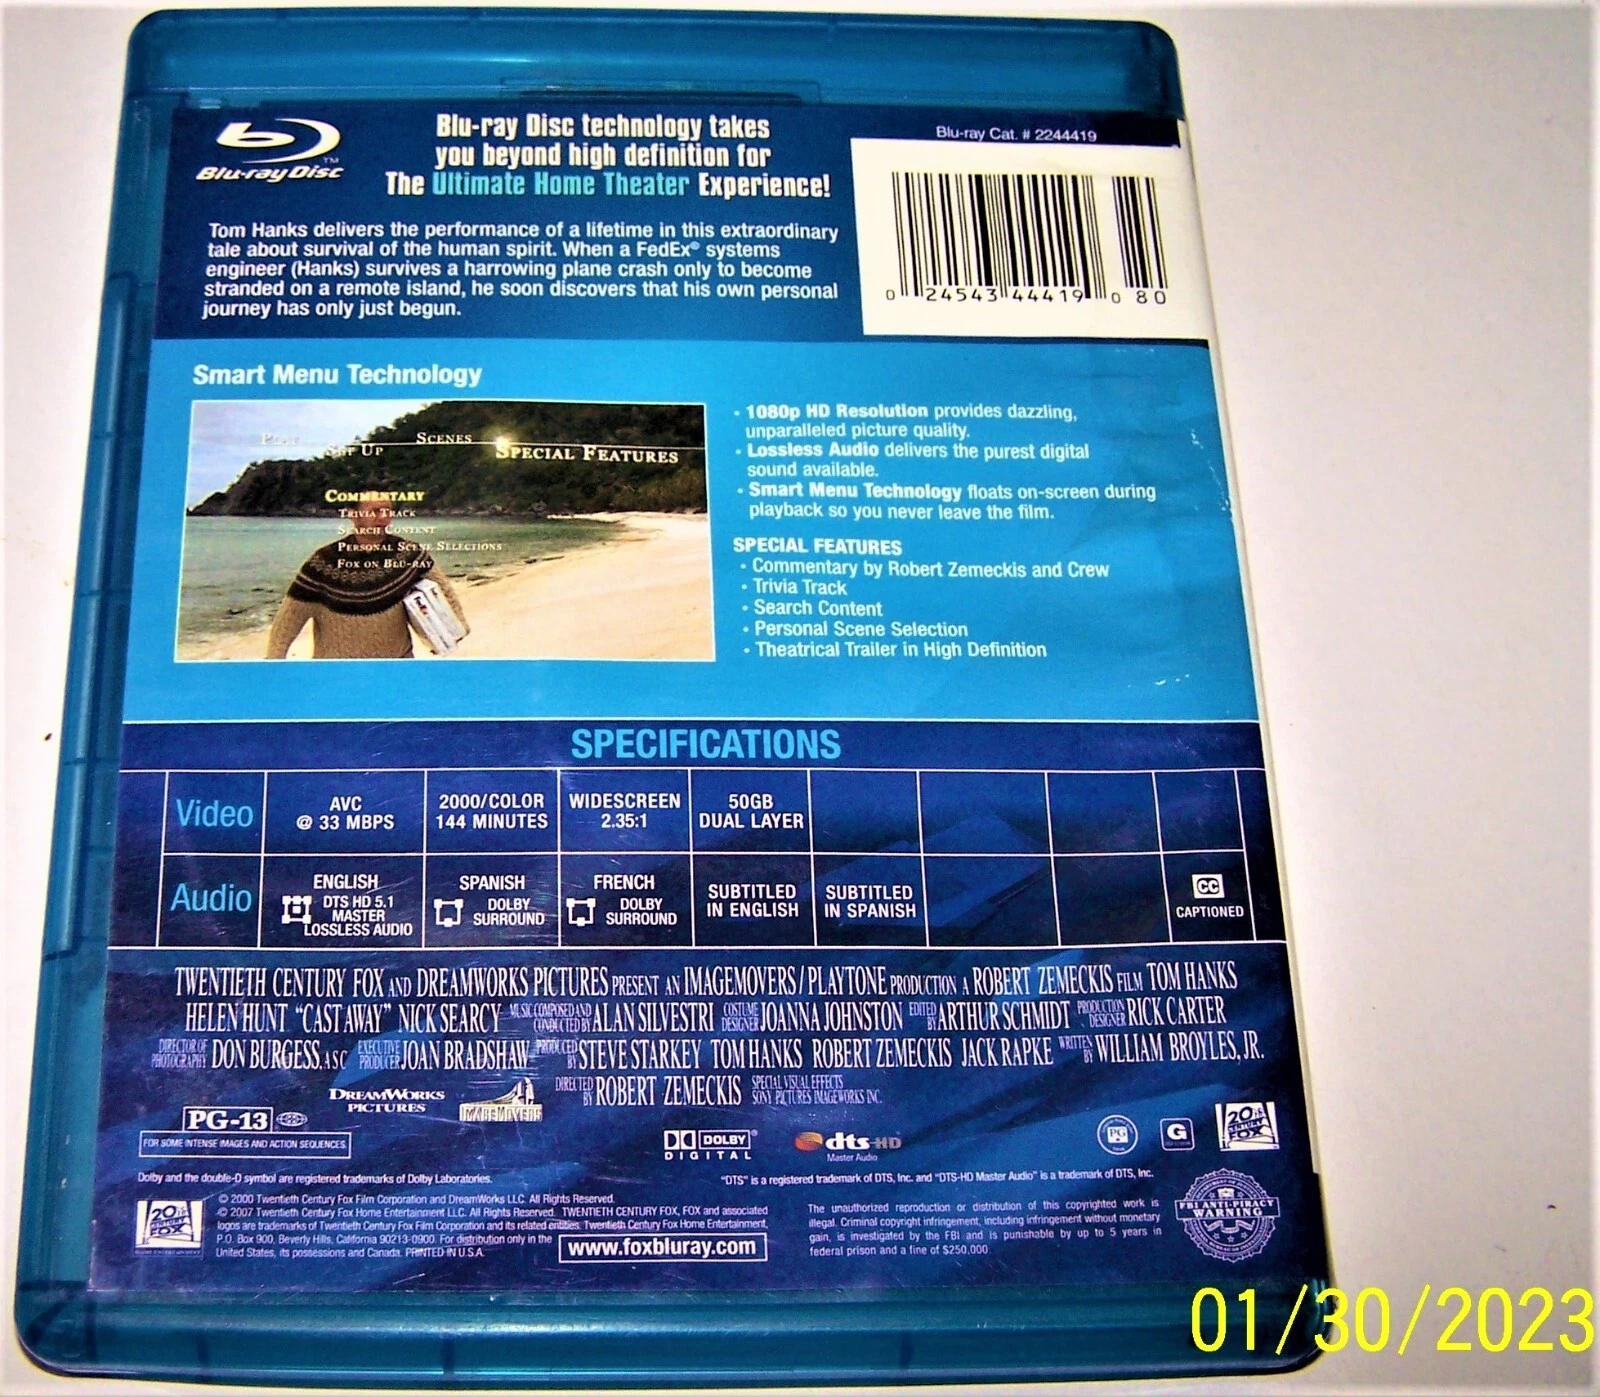 Blu-ray Disc™
Blu-ray Disc technology takes
you beyond high definition for
The Ultimate Home Theater Experience!
Blu-ray Cat. # 2244419
0 24543 44419 0 80
Tom Hanks delivers the performance of a lifetime in this extraordinary
tale about survival of the human spirit. When a FedEx® systems
engineer (Hanks) survives a harrowing plane crash only to become
stranded on a remote island, he soon discovers that his own personal
journey has only just begun.
Smart Menu Technology
PLAY
SET UP
SCENES
SPECIAL FEATURES
COMMENTARY
TRIVIA TRACK
SEARCH CONTENT
PERSONAL SCENE SELECTIONS
FOX ON BLU-RAY
FedEx
• 1080p HD Resolution provides dazzling,
unparalleled picture quality.
• Lossless Audio delivers the purest digital
sound available.
• Smart Menu Technology floats on-screen during
playback so you never leave the film.
SPECIAL FEATURES
• Commentary by Robert Zemeckis and Crew
• Trivia Track
• Search Content
• Personal Scene Selection
• Theatrical Trailer in High Definition
SPECIFICATIONS
Video
AVC
@ 33 MBPS
2000/COLOR
144 MINUTES
WIDESCREEN
2.35:1
50GB
DUAL LAYER
Audio
ENGLISH
DTS HD 5.1
MASTER
LOSSLESS AUDIO
SPANISH
DOLBY
SURROUND
FRENCH
DOLBY
SURROUND
SUBTITLED
IN ENGLISH
SUBTITLED
IN SPANISH
CC
CAPTIONED
TWENTIETH CENTURY FOX AND DREAMWORKS PICTURES PRESENT AN IMAGEMOVERS/PLAYTONE PRODUCTION A ROBERT ZEMECKIS FILM TOM HANKS
HELEN HUNT "CAST AWAY" NICK SEARCY MUSIC COMPOSED AND CONDUCTED BY ALAN SILVESTRI COSTUME DESIGNER JOANNA JOHNSTON EDITED BY ARTHUR SCHMIDT PRODUCTION DESIGNER RICK CARTER
DIRECTOR OF PHOTOGRAPHY DON BURGESS, ASC EXECUTIVE PRODUCER JOAN BRADSHAW PRODUCED BY STEVE STARKEY TOM HANKS ROBERT ZEMECKIS JACK RAPKE WRITTEN BY WILLIAM BROYLES, JR.
DIRECTED BY ROBERT ZEMECKIS SPECIAL VISUAL EFFECTS SONY PICTURES IMAGEWORKS INC.
DREAMWORKS
PICTURES
IMAGEMOVERS
PG-13
FOR SOME INTENSE IMAGES AND ACTION SEQUENCES.
DOLBY®
DIGITAL
dts-HD
Master Audio
PG
G
20th
CENTURY
FOX
Dolby and the double-D symbol are registered trademarks of Dolby Laboratories.
"DTS" is a registered trademark of DTS, Inc. and "DTS-HD Master Audio" is a trademark of DTS, Inc.
20th
CENTURY
FOX
HOME ENTERTAINMENT
© 2000 Twentieth Century Fox Film Corporation and DreamWorks LLC. All Rights Reserved.
© 2007 Twentieth Century Fox Home Entertainment LLC. All Rights Reserved. TWENTIETH CENTURY FOX, FOX and associated
logos are trademarks of Twentieth Century Fox Film Corporation and its related entities. Twentieth Century Fox Home Entertainment,
P.O. Box 900, Beverly Hills, California 90213-0900. For distribution only in the
United States, its possessions and Canada. PRINTED IN U.S.A.
www.foxbluray.com
The unauthorized reproduction or distribution of this copyrighted work is
illegal. Criminal copyright infringement, including infringement without monetary
gain, is investigated by the FBI and is punishable by up to 5 years in
federal prison and a fine of $250,000
FBI ANTI-PIRACY
WARNING
01/30/2023